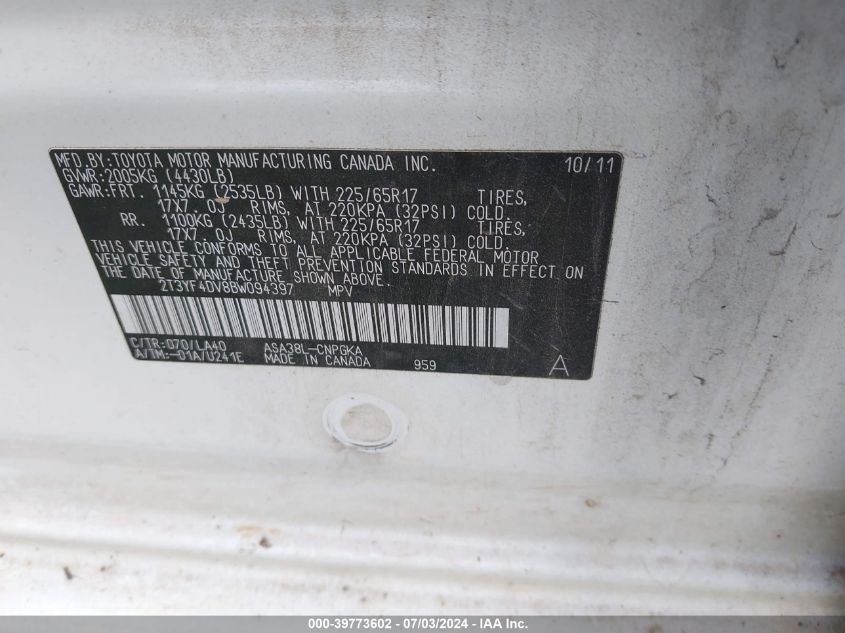 MFD.BY:TOYOTA MOTOR MANUFACTURING CANADA INC. 10/11
GVWR:2005KG (4430LB)
GAWR:FRT. 1145KG (2535LB) WITH 225/65R17 TIRES,
17X7.0J RIMS, AT 220KPA (32PSI) COLD.
RR. 1100KG (2435LB) WITH 225/65R17 TIRES,
17X7.0J RIMS, AT 220KPA (32PSI) COLD.
THIS VEHICLE CONFORMS TO ALL APPLICABLE FEDERAL MOTOR
VEHICLE SAFETY AND THEFT PREVENTION STANDARDS IN EFFECT ON
THE DATE OF MANUFACTURE SHOWN ABOVE.
2T3YF4DV8BW094397 MPV
C/TR:070/LA40 ASA38L-CNPGKA
A/TM:-01A/U241E MADE IN CANADA 959 A
000-39773602 - 07/03/2024 - IAA Inc.